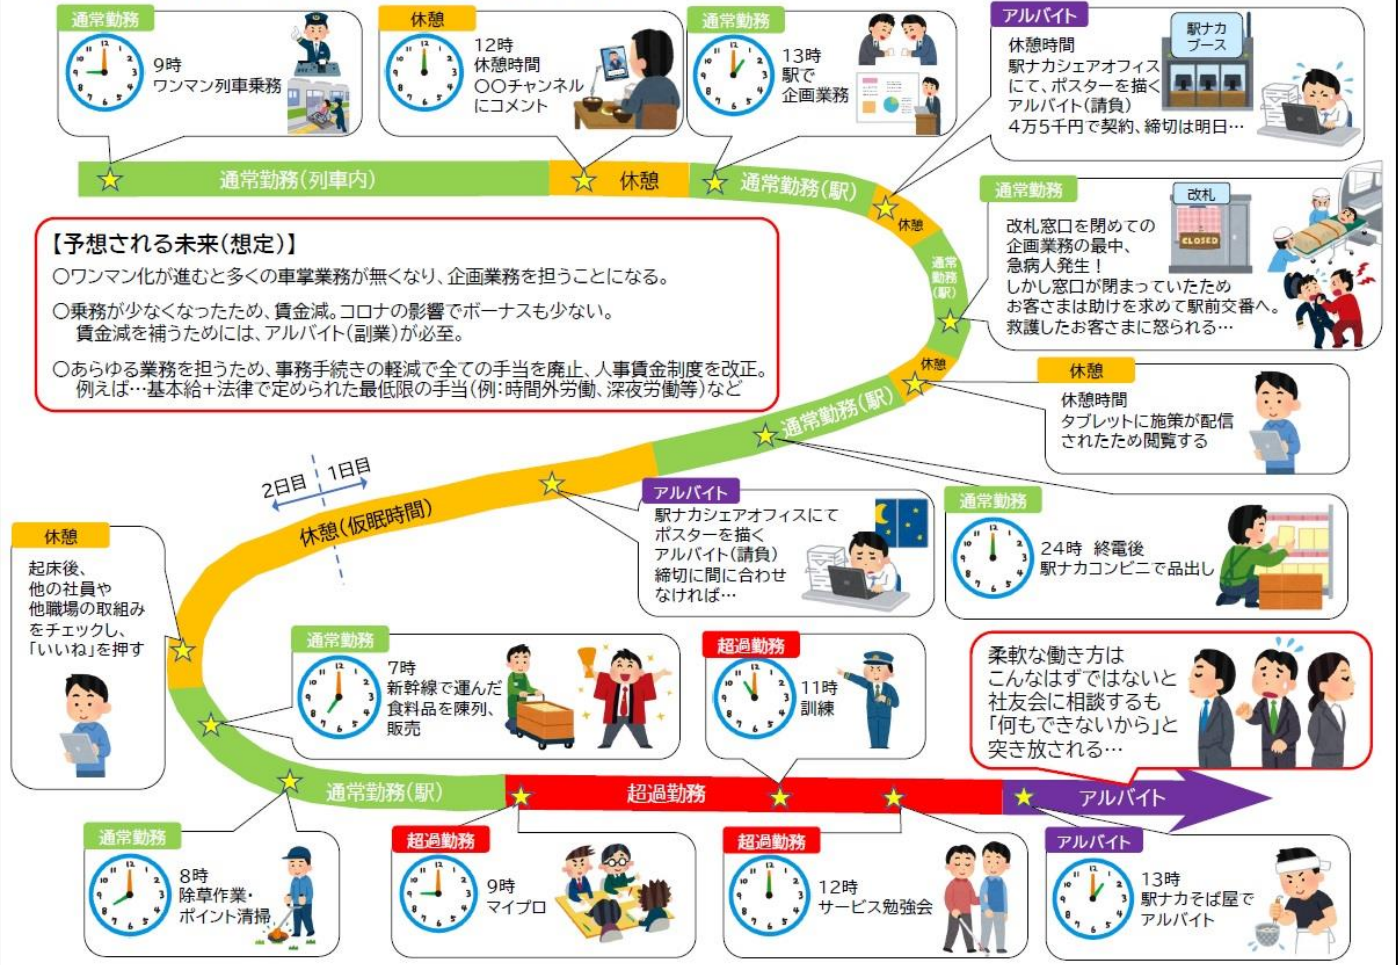 通常勤務
9時
ワンマン列車乗務
休憩
12時
休憩時間
〇〇チャンネル
にコメント
通常勤務
13時
駅で
企画業務
アルバイト
休憩時間
駅ナカシェアオフィス
にて、ポスターを描く
アルバイト(請負)
4万5千円で契約、締切は明日…
駅ナカ
ブース
通常勤務(列車内)
休憩
通常勤務(駅)
休憩
通常
勤務
(駅)
休憩
通常勤務(駅)
通常勤務
改札窓口を閉めての
企画業務の最中、
急病人発生!
しかし窓口が閉まっていたため
お客さまは助けを求めて駅前交番へ。
救護したお客さまに怒られる…
改札
CLOSED
【予想される未来(想定)】
〇ワンマン化が進むと多くの車掌業務が無くなり、企画業務を担うことになる。
〇乗務が少なくなったため、賃金減。コロナの影響でボーナスも少ない。
賃金減を補うためには、アルバイト(副業)が必至。
〇あらゆる業務を担うため、事務手続きの軽減で全ての手当を廃止、人事賃金制度を改正。
例えば…基本給+法律で定められた最低限の手当(例:時間外労働、深夜労働等)など
休憩
休憩時間
タブレットに施策が配信
されたため閲覧する
2日目
1日目
休憩(仮眠時間)
アルバイト
駅ナカシェアオフィスにて
ポスターを描く
アルバイト(請負)
締切に間に合わせ
なければ…
通常勤務
24時 終電後
駅ナカコンビニで品出し
休憩
起床後、
他の社員や
他職場の取組み
をチェックし、
「いいね」を押す
通常勤務
7時
新幹線で運んだ
食料品を陳列、
販売
超過勤務
11時
訓練
柔軟な働き方は
こんなはずではないと
社友会に相談するも
「何もできないから」と
突き放される…
通常勤務(駅)
超過勤務
アルバイト
通常勤務
8時
除草作業・
ポイント清掃
超過勤務
9時
マイプロ
超過勤務
12時
サービス勉強会
アルバイト
13時
駅ナカそば屋で
アルバイト